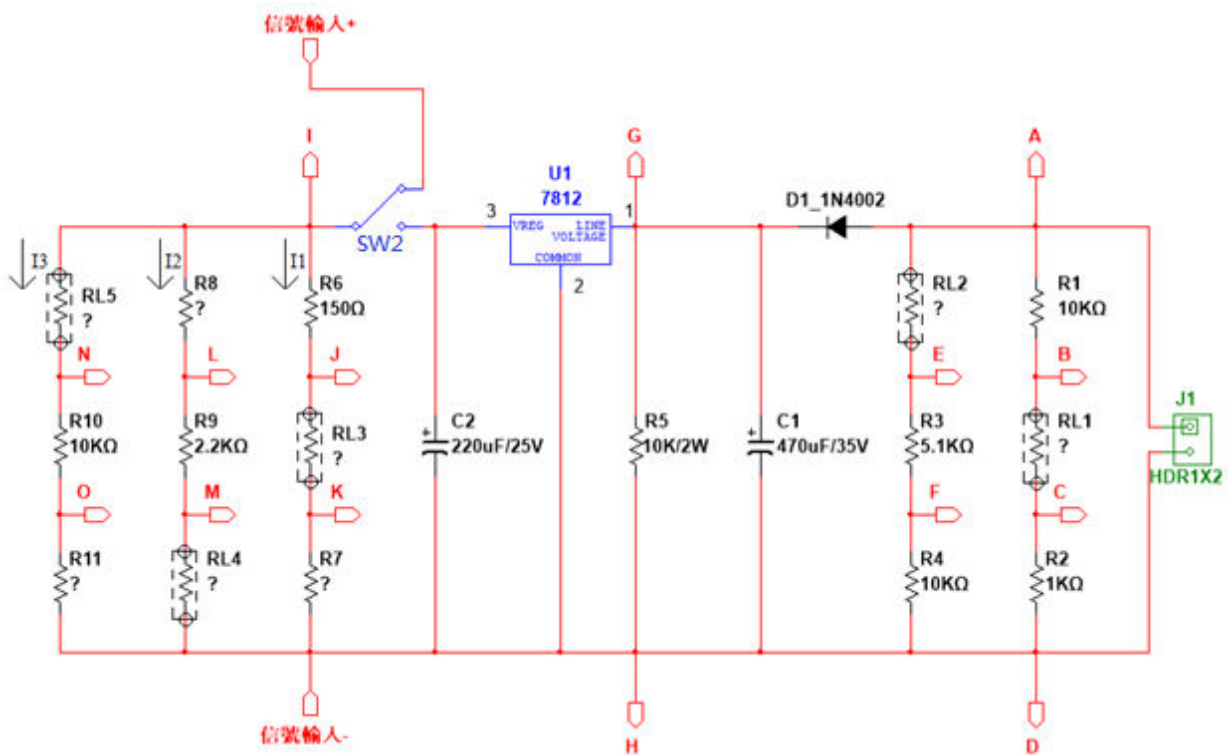 信號輸入+
I
G
A
U1
7812
D1_1N4002
3
VREG
LINE
VOLTAGE
1
COMMON
2
SW2
I3
I2
I1
RL5
?
R8
?
R6
150Ω
RL2
?
R1
10KΩ
N
L
J
E
B
J1
R10
10KΩ
R9
2.2KΩ
RL3
?
+
C2
220uF/25V
R5
10K/2W
+
C1
470uF/35V
R3
5.1KΩ
RL1
?
HDR1X2
O
M
K
F
C
R11
?
RL4
?
R7
?
R4
10KΩ
R2
1KΩ
信號輸入-
H
D